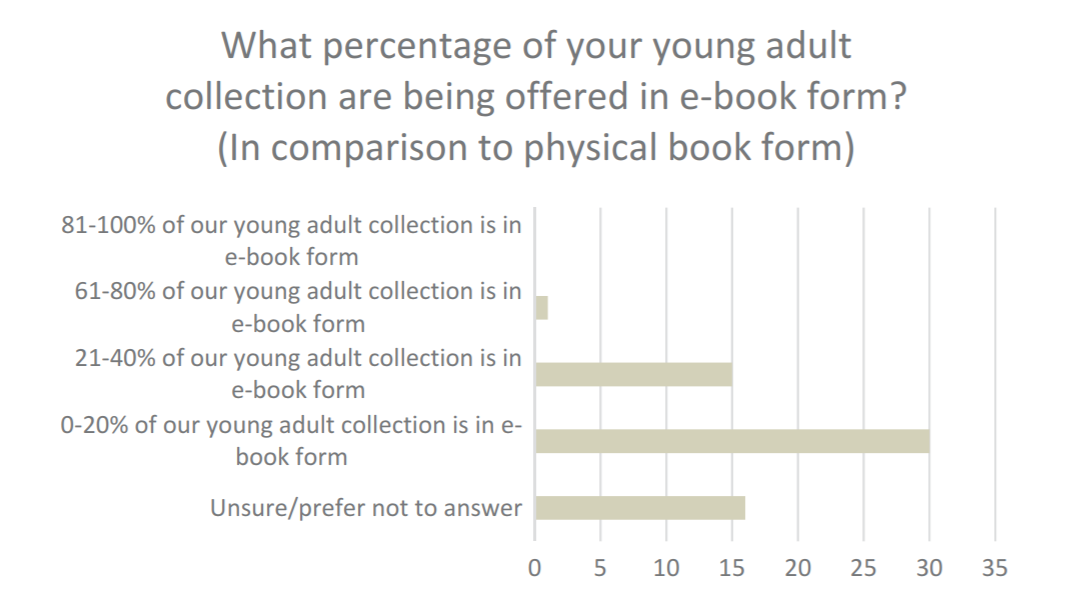 What percentage of your young adult
collection are being offered in e-book form?
(In comparison to physical book form)
81-100% of our young adult collection is in
e-book form
61-80% of our young adult collection is in
e-book form
21-40% of our young adult collection is in
e-book form
0-20% of our young adult collection is in e-
book form
Unsure/prefer not to answer
0 5 10 15 20 25 30 35